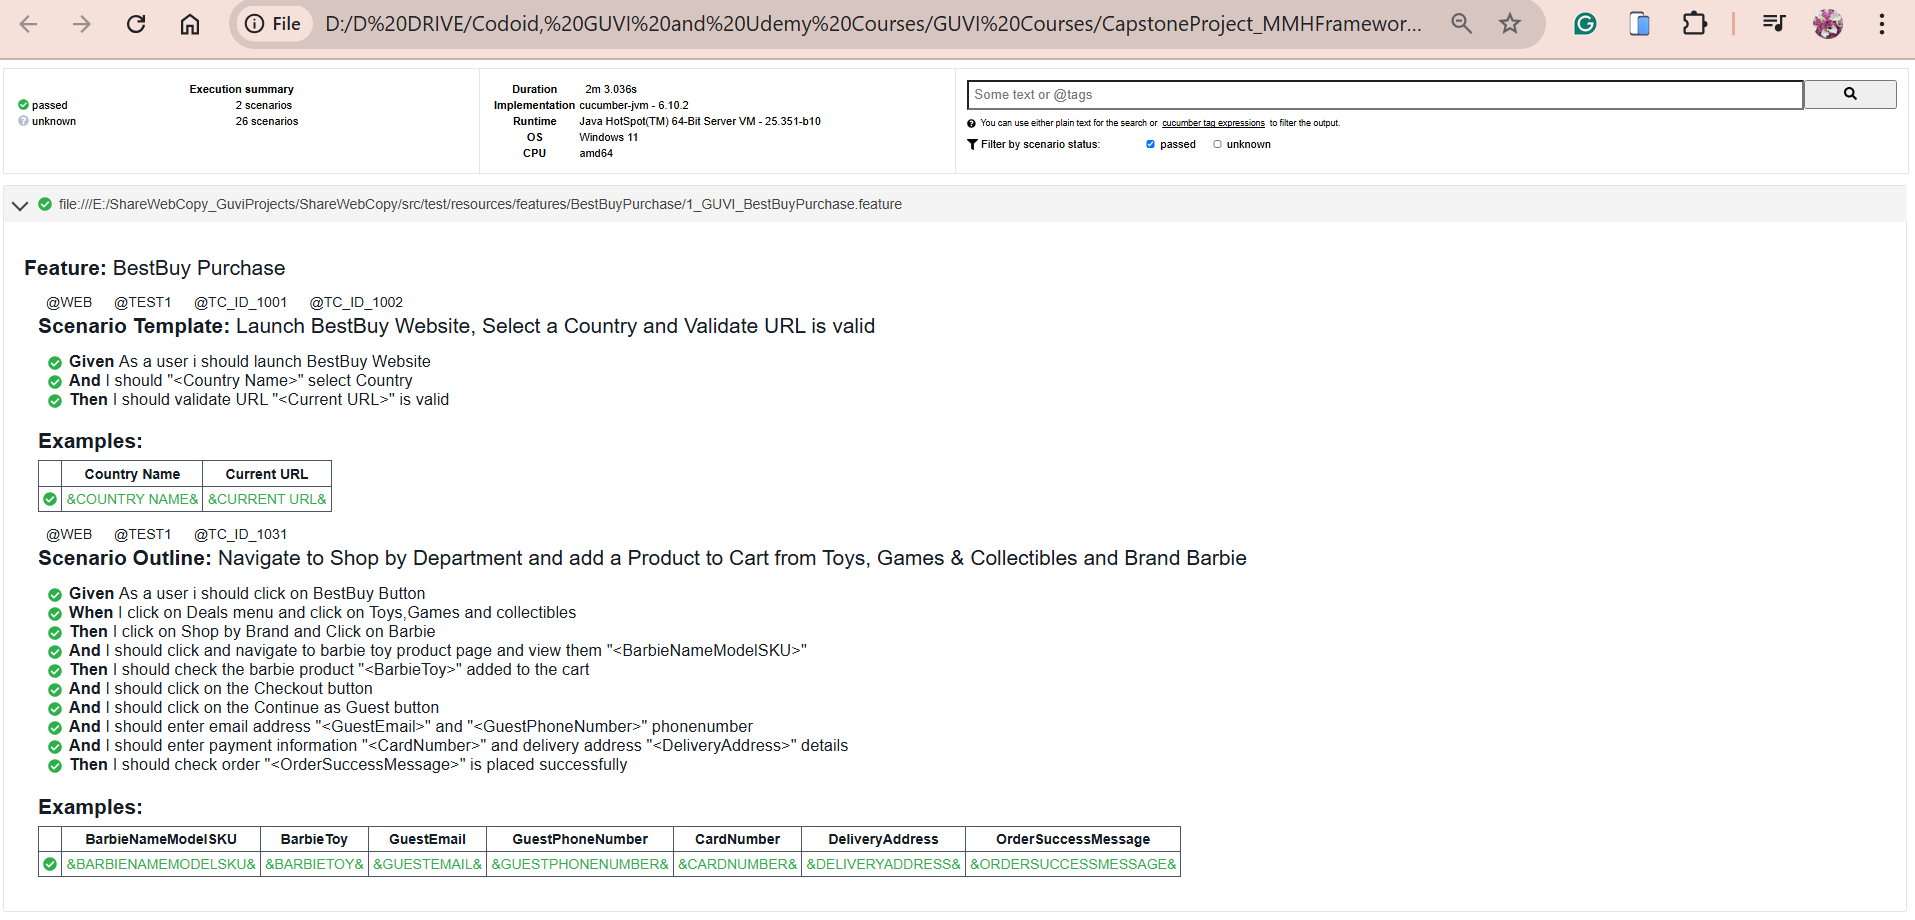 File
D:/D%20DRIVE/Codoid,%20GUVI%20and%20Udemy%20Courses/GUVI%20Courses/CapstoneProject_MMHFramewor...
Execution summary
passed 2 scenarios
unknown 26 scenarios
Duration 2m 3.036s
Implementation cucumber-jvm - 6.10.2
Runtime Java HotSpot(TM) 64-Bit Server VM - 25.351-b10
OS Windows 11
CPU amd64
Some text or @tags
You can use either plain text for the search or cucumber tag expressions to filter the output.
Filter by scenario status: passed unknown
file:///E:/ShareWebCopy_GuviProjects/ShareWebCopy/src/test/resources/features/BestBuyPurchase/1_GUVI_BestBuyPurchase.feature
Feature: BestBuy Purchase
@WEB @TEST1 @TC_ID_1001 @TC_ID_1002
Scenario Template: Launch BestBuy Website, Select a Country and Validate URL is valid
Given As a user i should launch BestBuy Website
And I should "<Country Name>" select Country
Then I should validate URL "<Current URL>" is valid
Examples:
Country Name Current URL
&COUNTRY NAME& &CURRENT URL&
@WEB @TEST1 @TC_ID_1031
Scenario Outline: Navigate to Shop by Department and add a Product to Cart from Toys, Games & Collectibles and Brand Barbie
Given As a user i should click on BestBuy Button
When I click on Deals menu and click on Toys,Games and collectibles
Then I click on Shop by Brand and Click on Barbie
And I should click and navigate to barbie toy product page and view them "<BarbieNameModelSKU>"
Then I should check the barbie product "<BarbieToy>" added to the cart
And I should click on the Checkout button
And I should click on the Continue as Guest button
And I should enter email address "<GuestEmail>" and "<GuestPhoneNumber>" phonenumber
And I should enter payment information "<CardNumber>" and delivery address "<DeliveryAddress>" details
Then I should check order "<OrderSuccessMessage>" is placed successfully
Examples:
BarbieNameModelSKU BarbieToy GuestEmail GuestPhoneNumber CardNumber DeliveryAddress OrderSuccessMessage
&BARBIENAMEMODELSKU& &BARBIETOY& &GUESTEMAIL& &GUESTPHONENUMBER& &CARDNUMBER& &DELIVERYADDRESS& &ORDERSUCCESSMESSAGE&